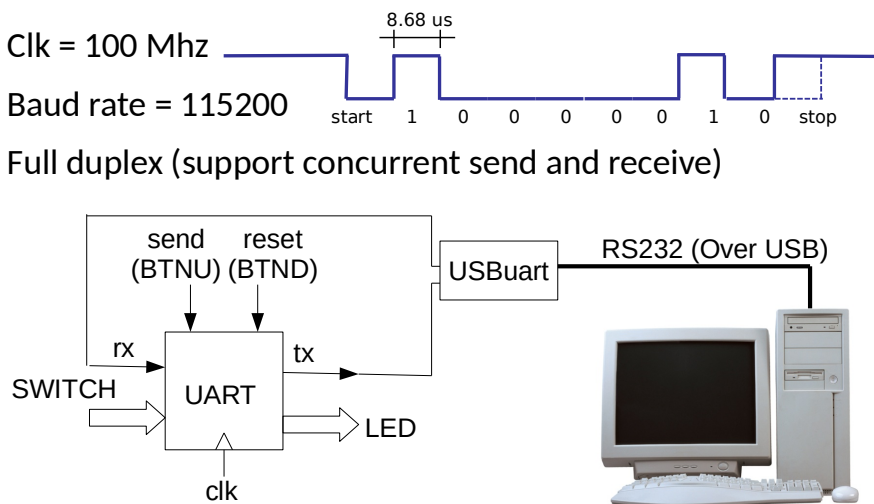 8.68 us
Clk = 100 Mhz
Baud rate = 115200
start 1 0 0 0 0 0 1 0 stop
Full duplex (support concurrent send and receive)
send (BTNU)
reset (BTND)
USBuart
RS232 (Over USB)
rx
tx
SWITCH
UART
LED
clk